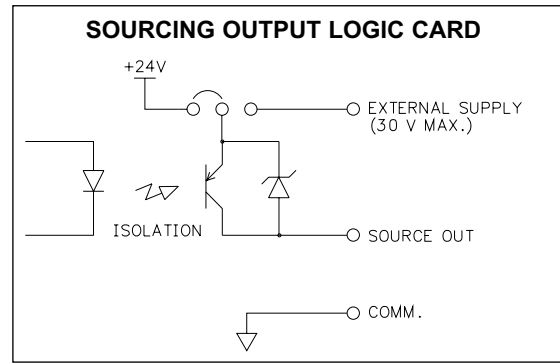 SOURCING OUTPUT LOGIC CARD
+24V
EXTERNAL SUPPLY
(30 V MAX.)
ISOLATION
SOURCE OUT
COMM.